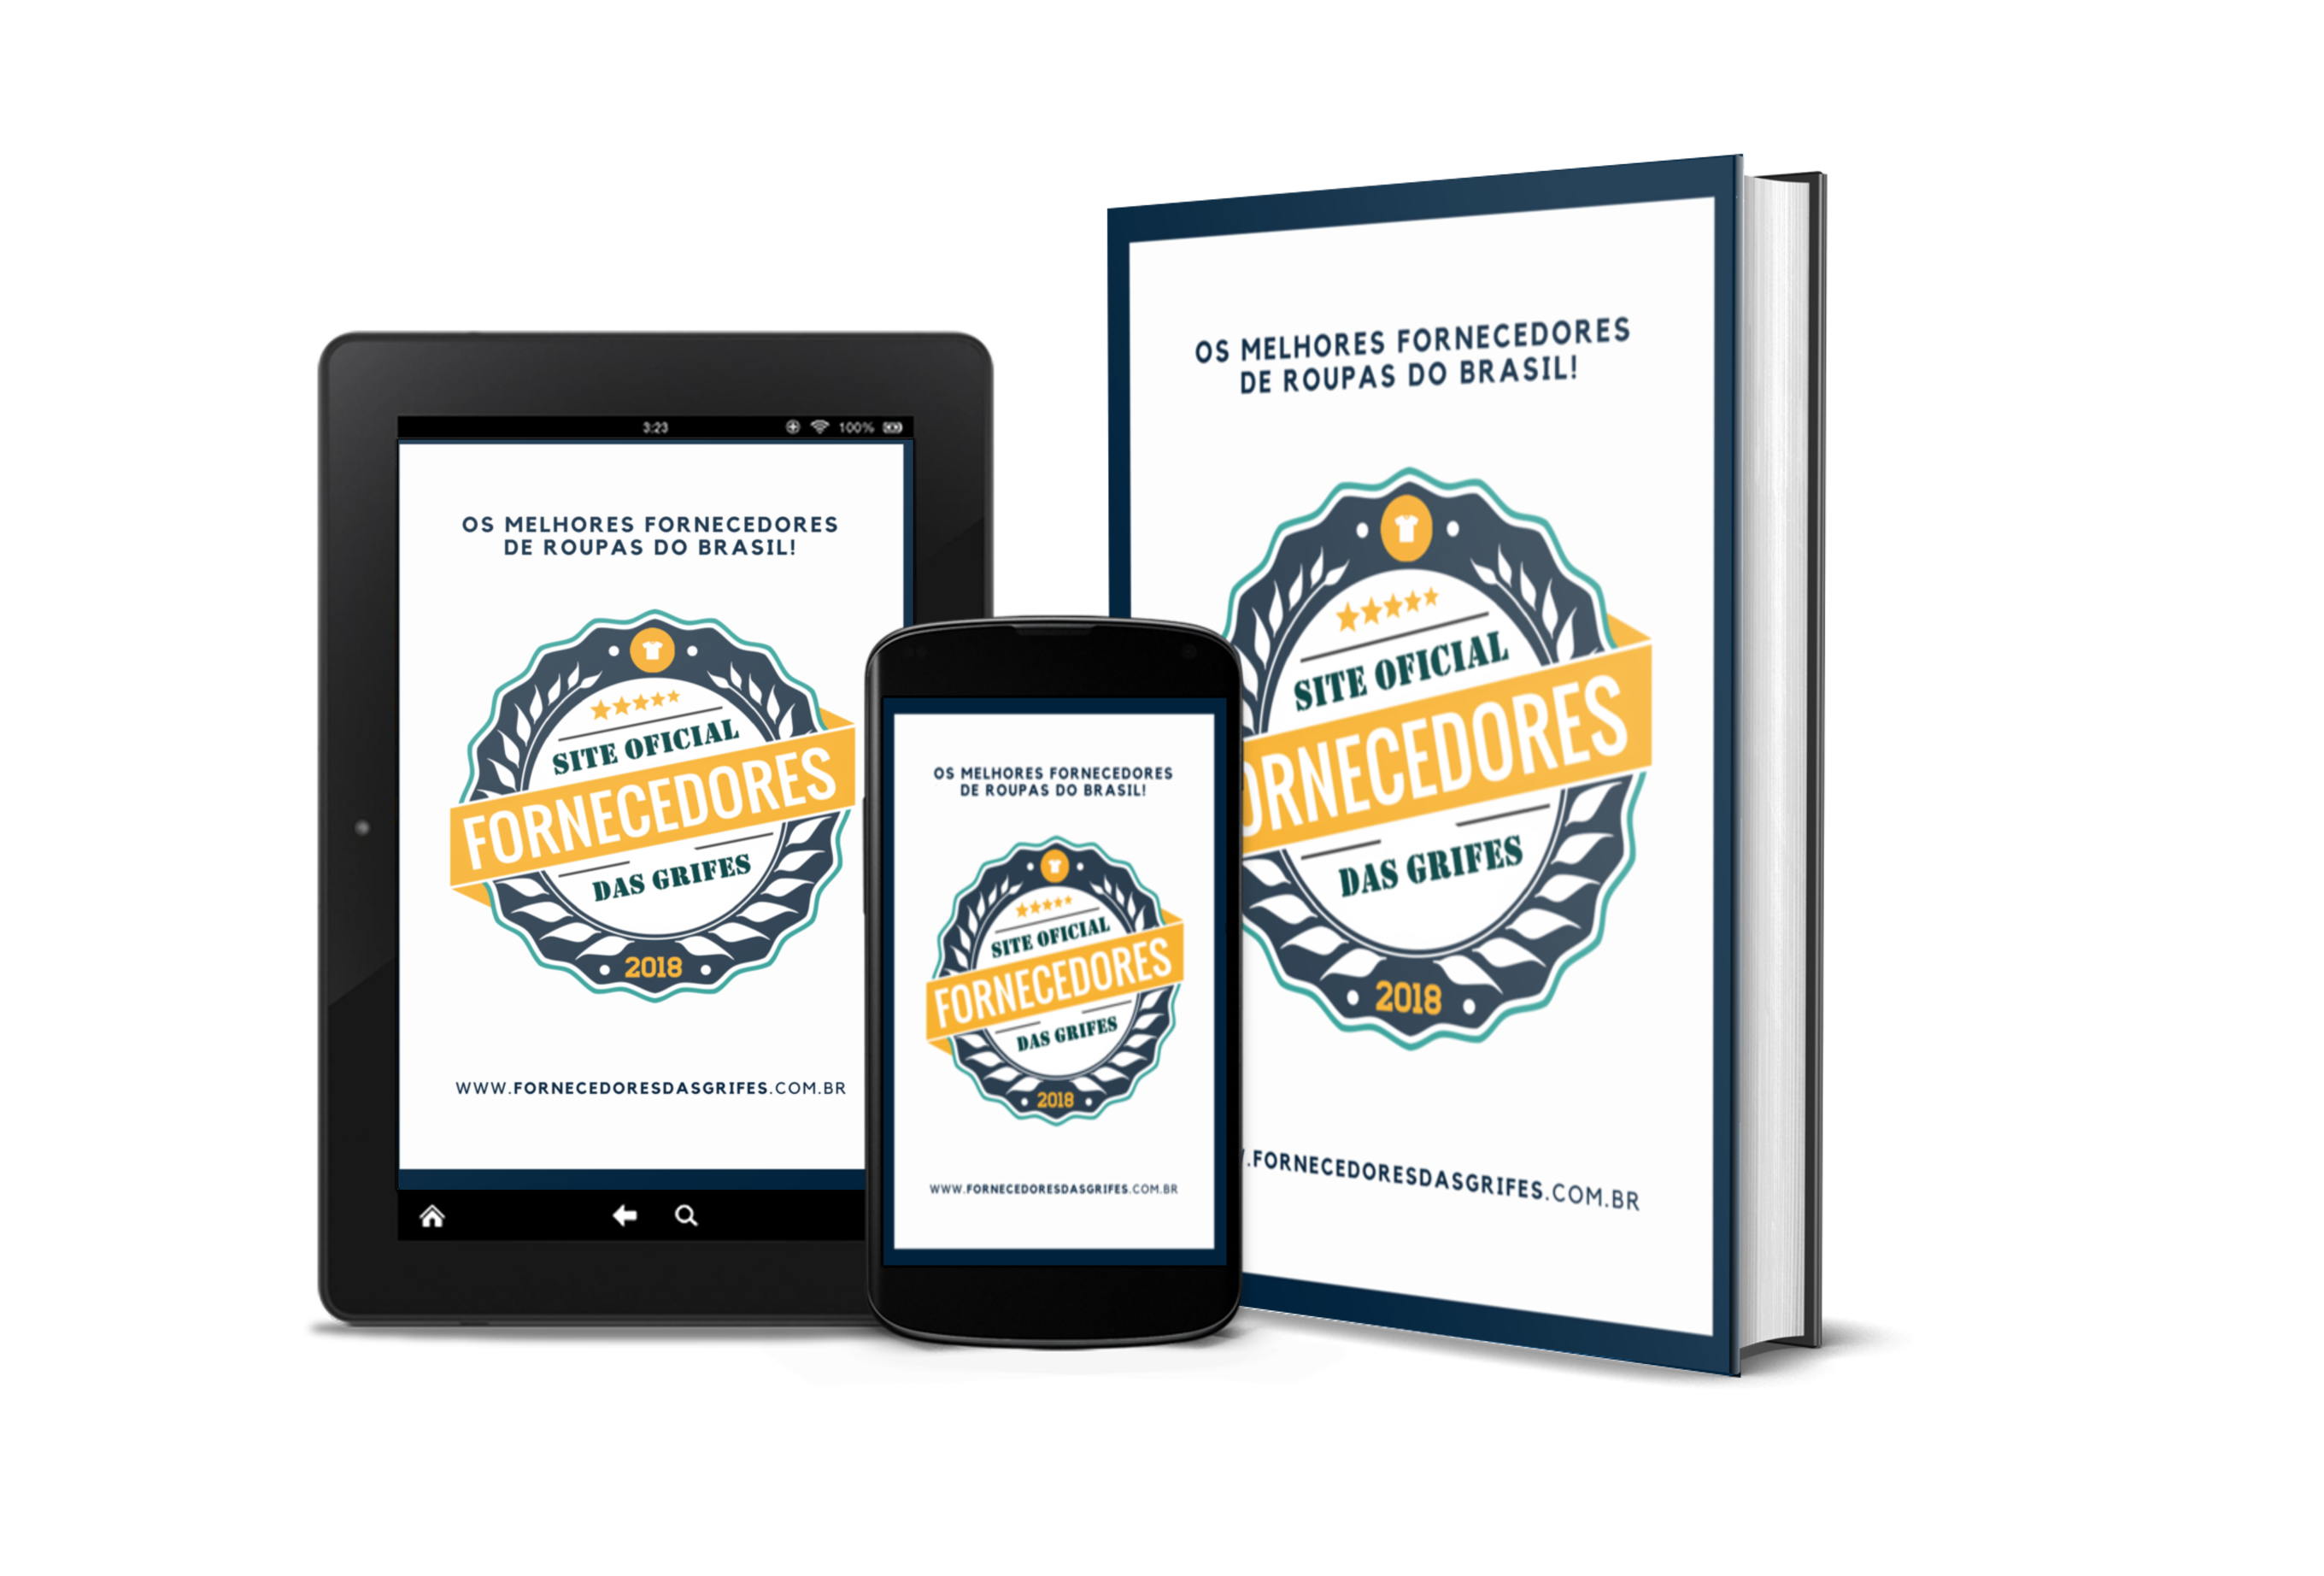 3:23
100%
OS MELHORES FORNECEDORES
DE ROUPAS DO BRASIL!
SITE OFICIAL
FORNECEDORES
DAS GRIFES
2018
WWW.FORNECEDORESDASGRIFES.COM.BR
OS MELHORES FORNECEDORES
DE ROUPAS DO BRASIL!
SITE OFICIAL
FORNECEDORES
DAS GRIFES
2018
WWW.FORNECEDORESDASGRIFES.COM.BR
OS MELHORES FORNECEDORES
DE ROUPAS DO BRASIL!
SITE OFICIAL
ORNECEDORES
DAS GRIFES
2018
.FORNECEDORESDASGRIFES.COM.BR